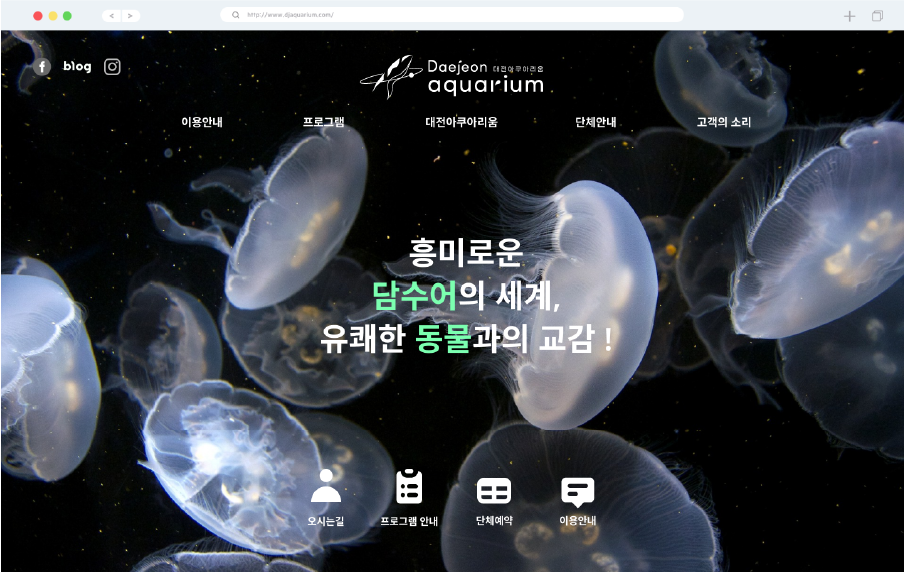 < >
http://www.djaquarium.com/
f blog
Daejeon 대전아쿠아리움
aquarium
이용안내 프로그램 대전아쿠아리움 단체안내 고객의 소리
흥미로운
담수어의 세계,
유쾌한 동물과의 교감 !
오시는길 프로그램 안내 단체예약 이용안내